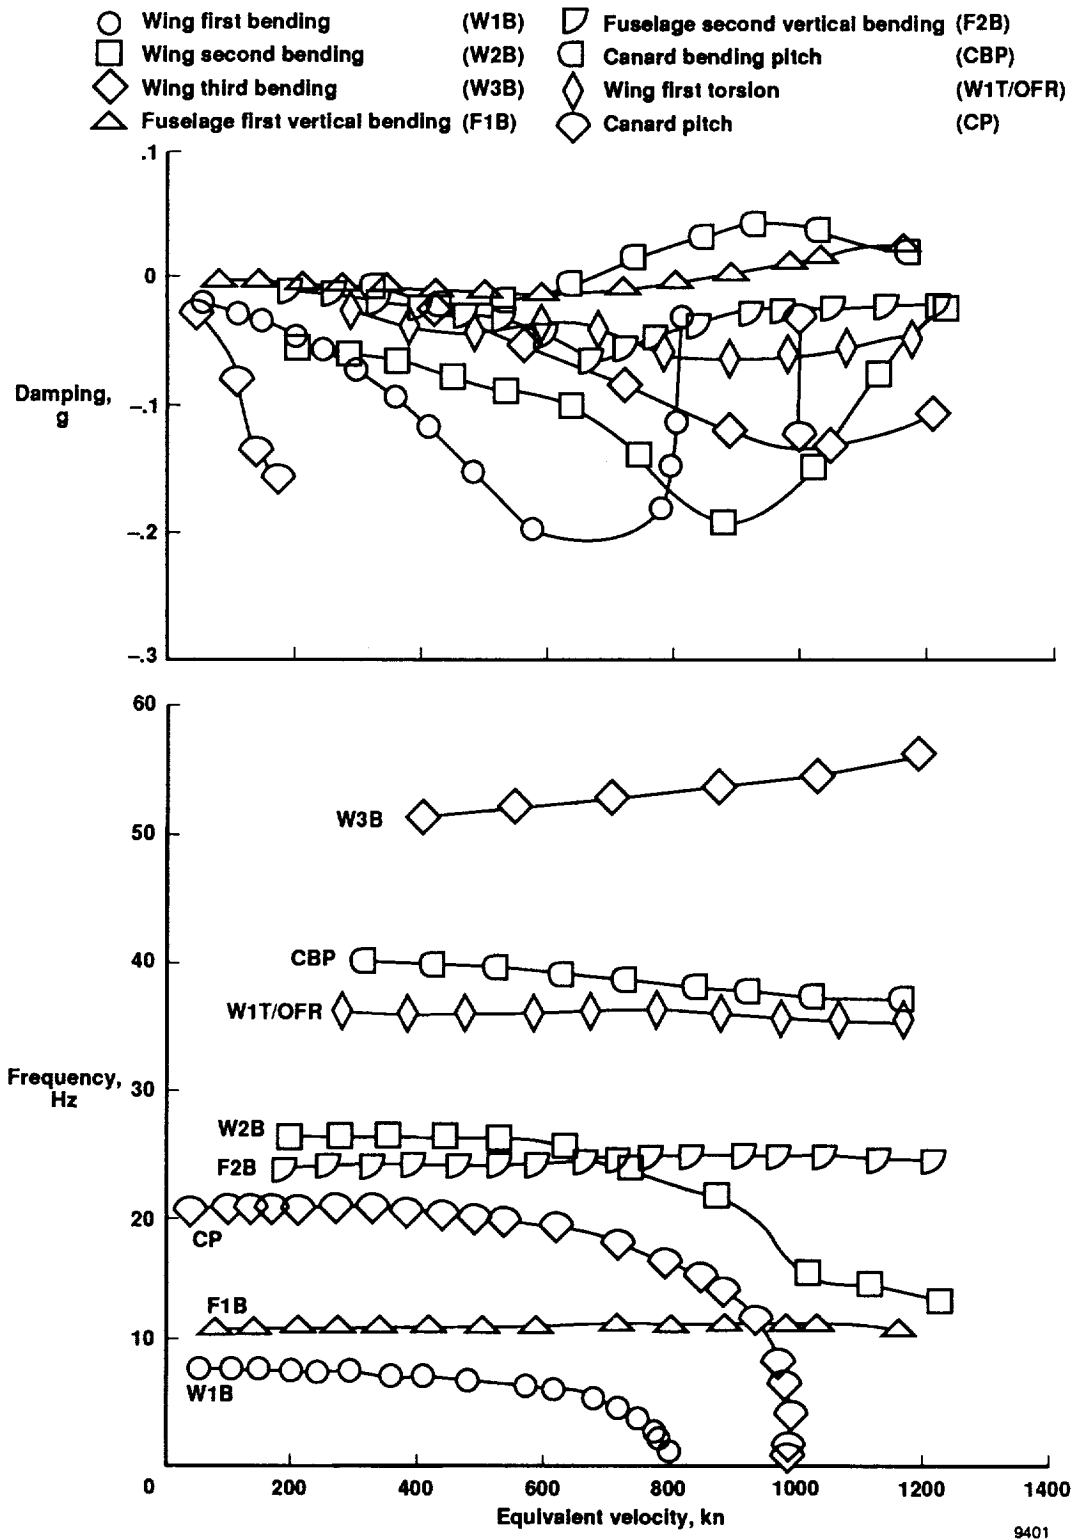 Wing first bending (W1B)
Wing second bending (W2B)
Wing third bending (W3B)
Fuselage first vertical bending (F1B)
Fuselage second vertical bending (F2B)
Canard bending pitch (CBP)
Wing first torsion (W1T/OFR)
Canard pitch (CP)
.1
0
–.1
–.2
–.3
Damping,
g
60
50
40
30
20
10
0
Frequency,
Hz
W3B
CBP
W1T/OFR
W2B
F2B
CP
F1B
W1B
200 400 600 800 1000 1200 1400
Equivalent velocity, kn
9401